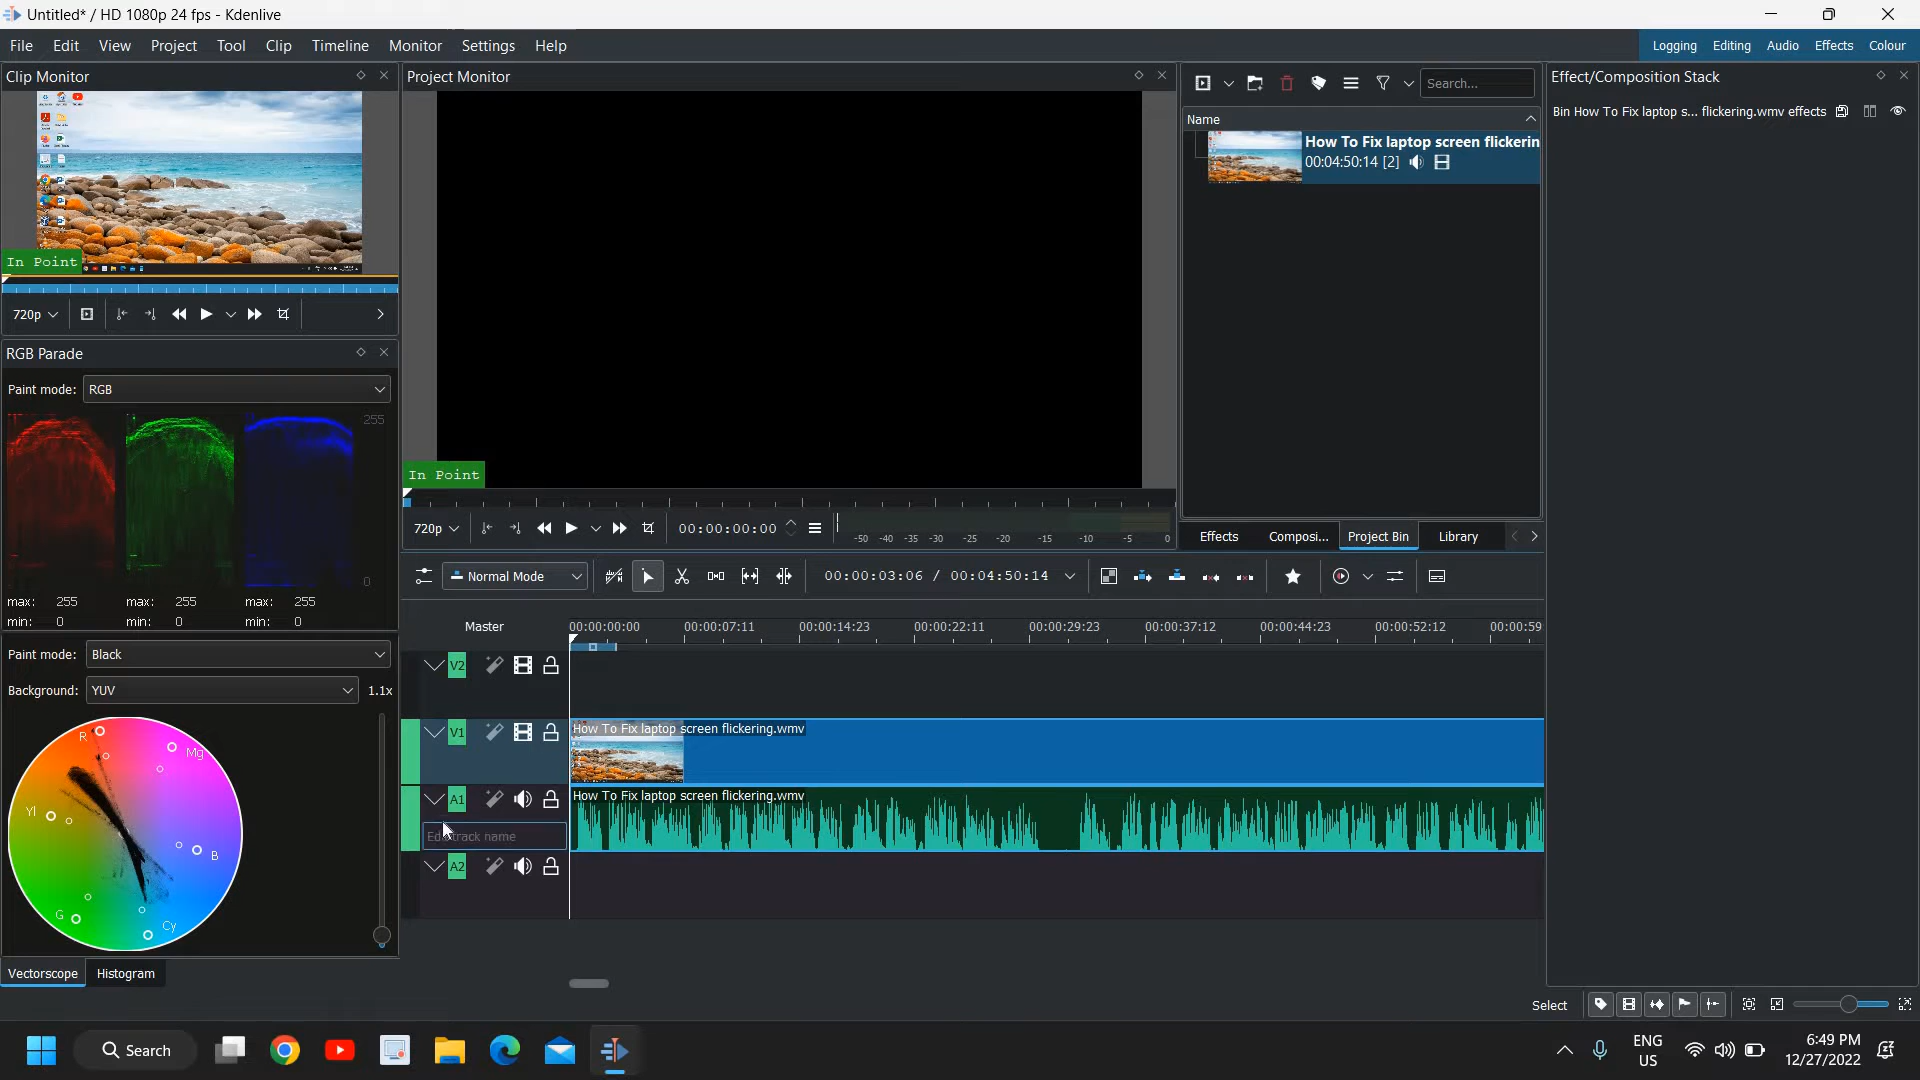 Untitled* / HD 1080p 24 fps - Kdenlive
File Edit View Project Tool Clip Timeline Monitor Settings Help
Logging Editing Audio Effects Colour
Clip Monitor
In Point
720p
RGB Parade
Paint mode: RGB
255
0
max: 255 max: 255 max: 255
min: 0 min: 0 min: 0
Paint mode: Black
Background: YUV 1.1x
R
Mg
Yl
B
G
Cy
Vectorscope Histogram
Project Monitor
In Point
720p 00:00:00:00
-50 -40 -35 -30 -25 -20 -15 -10 -5 0
Search...
Name
How To Fix laptop screen flickerin
00:04:50:14 [2]
Effects Composi... Project Bin Library
Effect/Composition Stack
Bin How To Fix laptop s... flickering.wmv effects
Normal Mode 00:00:03:06 / 00:04:50:14
Master 00:00:00:00 00:00:07:11 00:00:14:23 00:00:22:11 00:00:29:23 00:00:37:12 00:00:44:23 00:00:52:12 00:00:59
V2
V1 How To Fix laptop screen flickering.wmv
A1 How To Fix laptop screen flickering.wmv
track name
A2
Select
Search
ENG
US
6:49 PM
12/27/2022